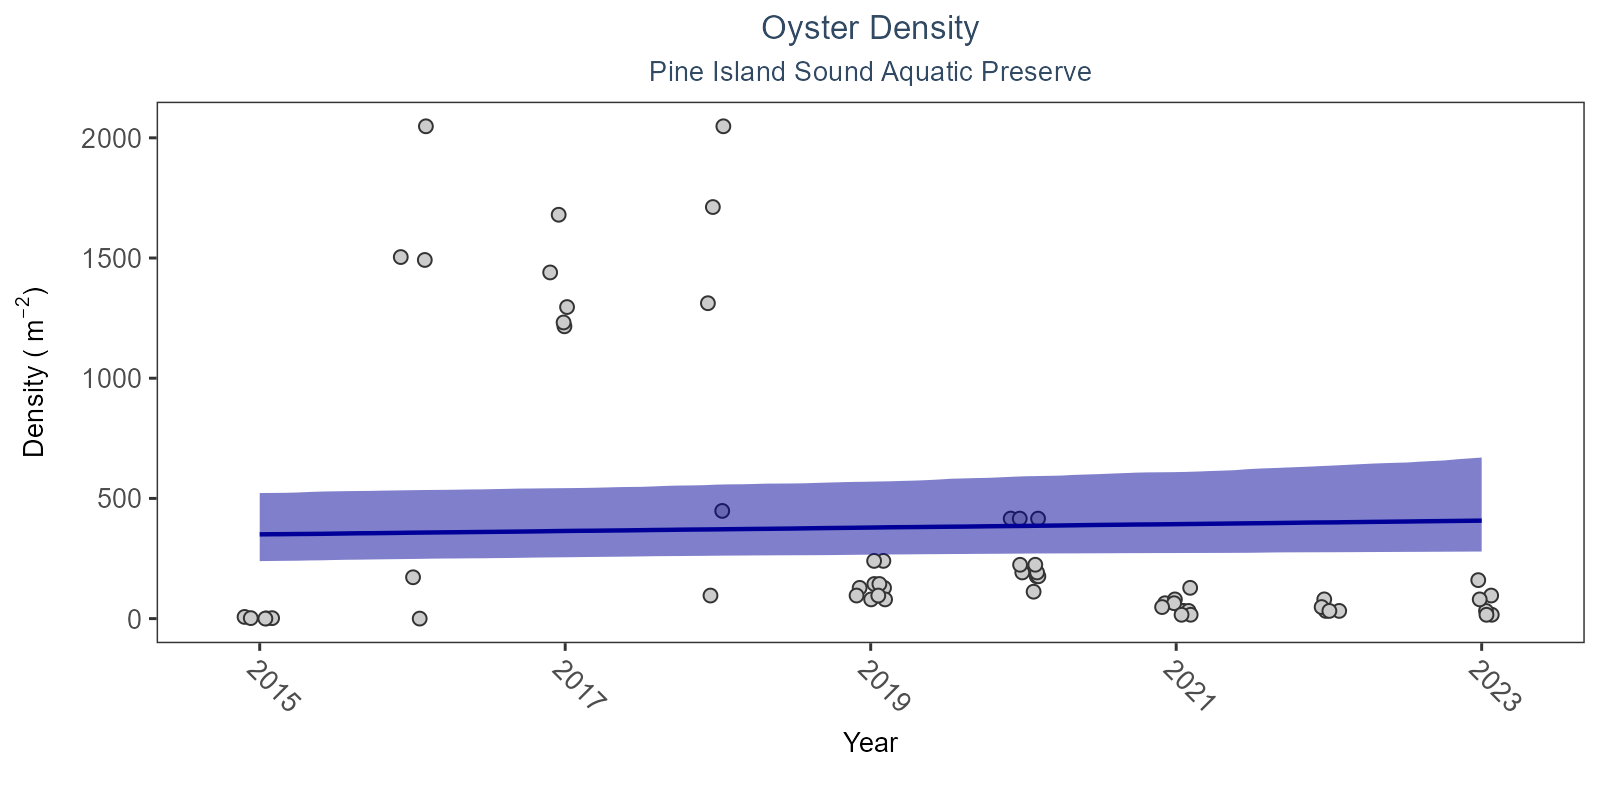 Oyster Density
Pine Island Sound Aquatic Preserve
Density ( m⁻²)
2000
1500
1000
500
0
2015
2017
2019
2021
2023
Year